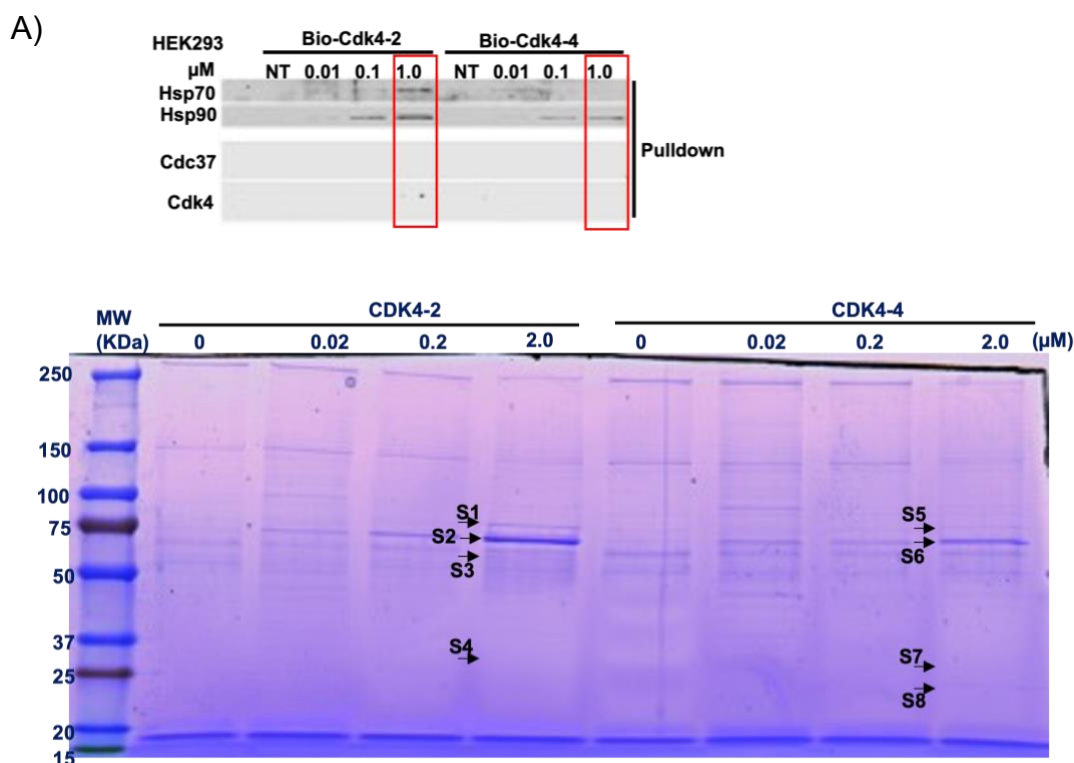 A)
HEK293 Bio-Cdk4-2 Bio-Cdk4-4
µM NT 0.01 0.1 1.0 NT 0.01 0.1 1.0
Hsp70
Hsp90
Cdc37
Cdk4
Pulldown
MW CDK4-2 CDK4-4
(KDa) 0 0.02 0.2 2.0 0 0.02 0.2 2.0 (µM)
250
150
100
75
50
37
25
20
15
S1
S2
S3
S4
S5
S6
S7
S8